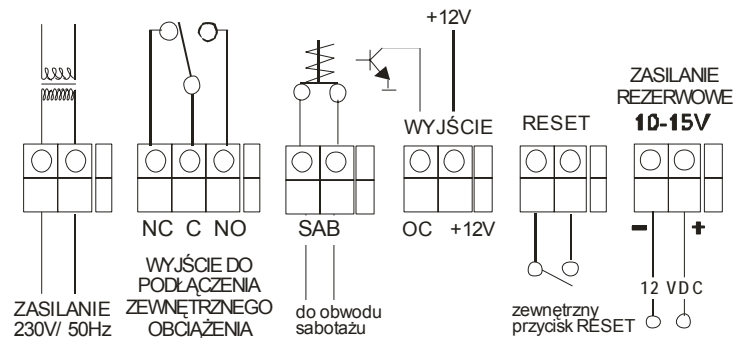 +12V
ZASILANIE
REZERWOWE
10-15V
WYJŚCIE
RESET
NC C NO
SAB
OC +12V
- +
12 VDC
ZASILANIE
230V/ 50Hz
WYJŚCIE DO
PODŁĄCZENIA
ZEWNĘTRZNEGO
OBCIĄŻENIA
do obwodu
sabotażu
zewnętrzny
przycisk RESET